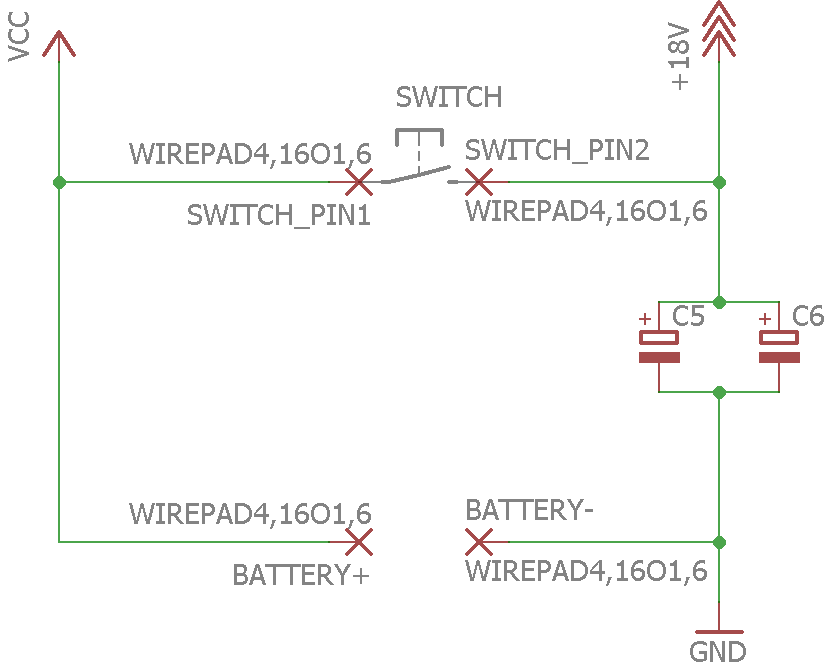 VCC
+18V
SWITCH
WIREPAD4,16O1,6
SWITCH_PIN2
SWITCH_PIN1
WIREPAD4,16O1,6
+ C5
+ C6
WIREPAD4,16O1,6
BATTERY-
BATTERY+
WIREPAD4,16O1,6
GND